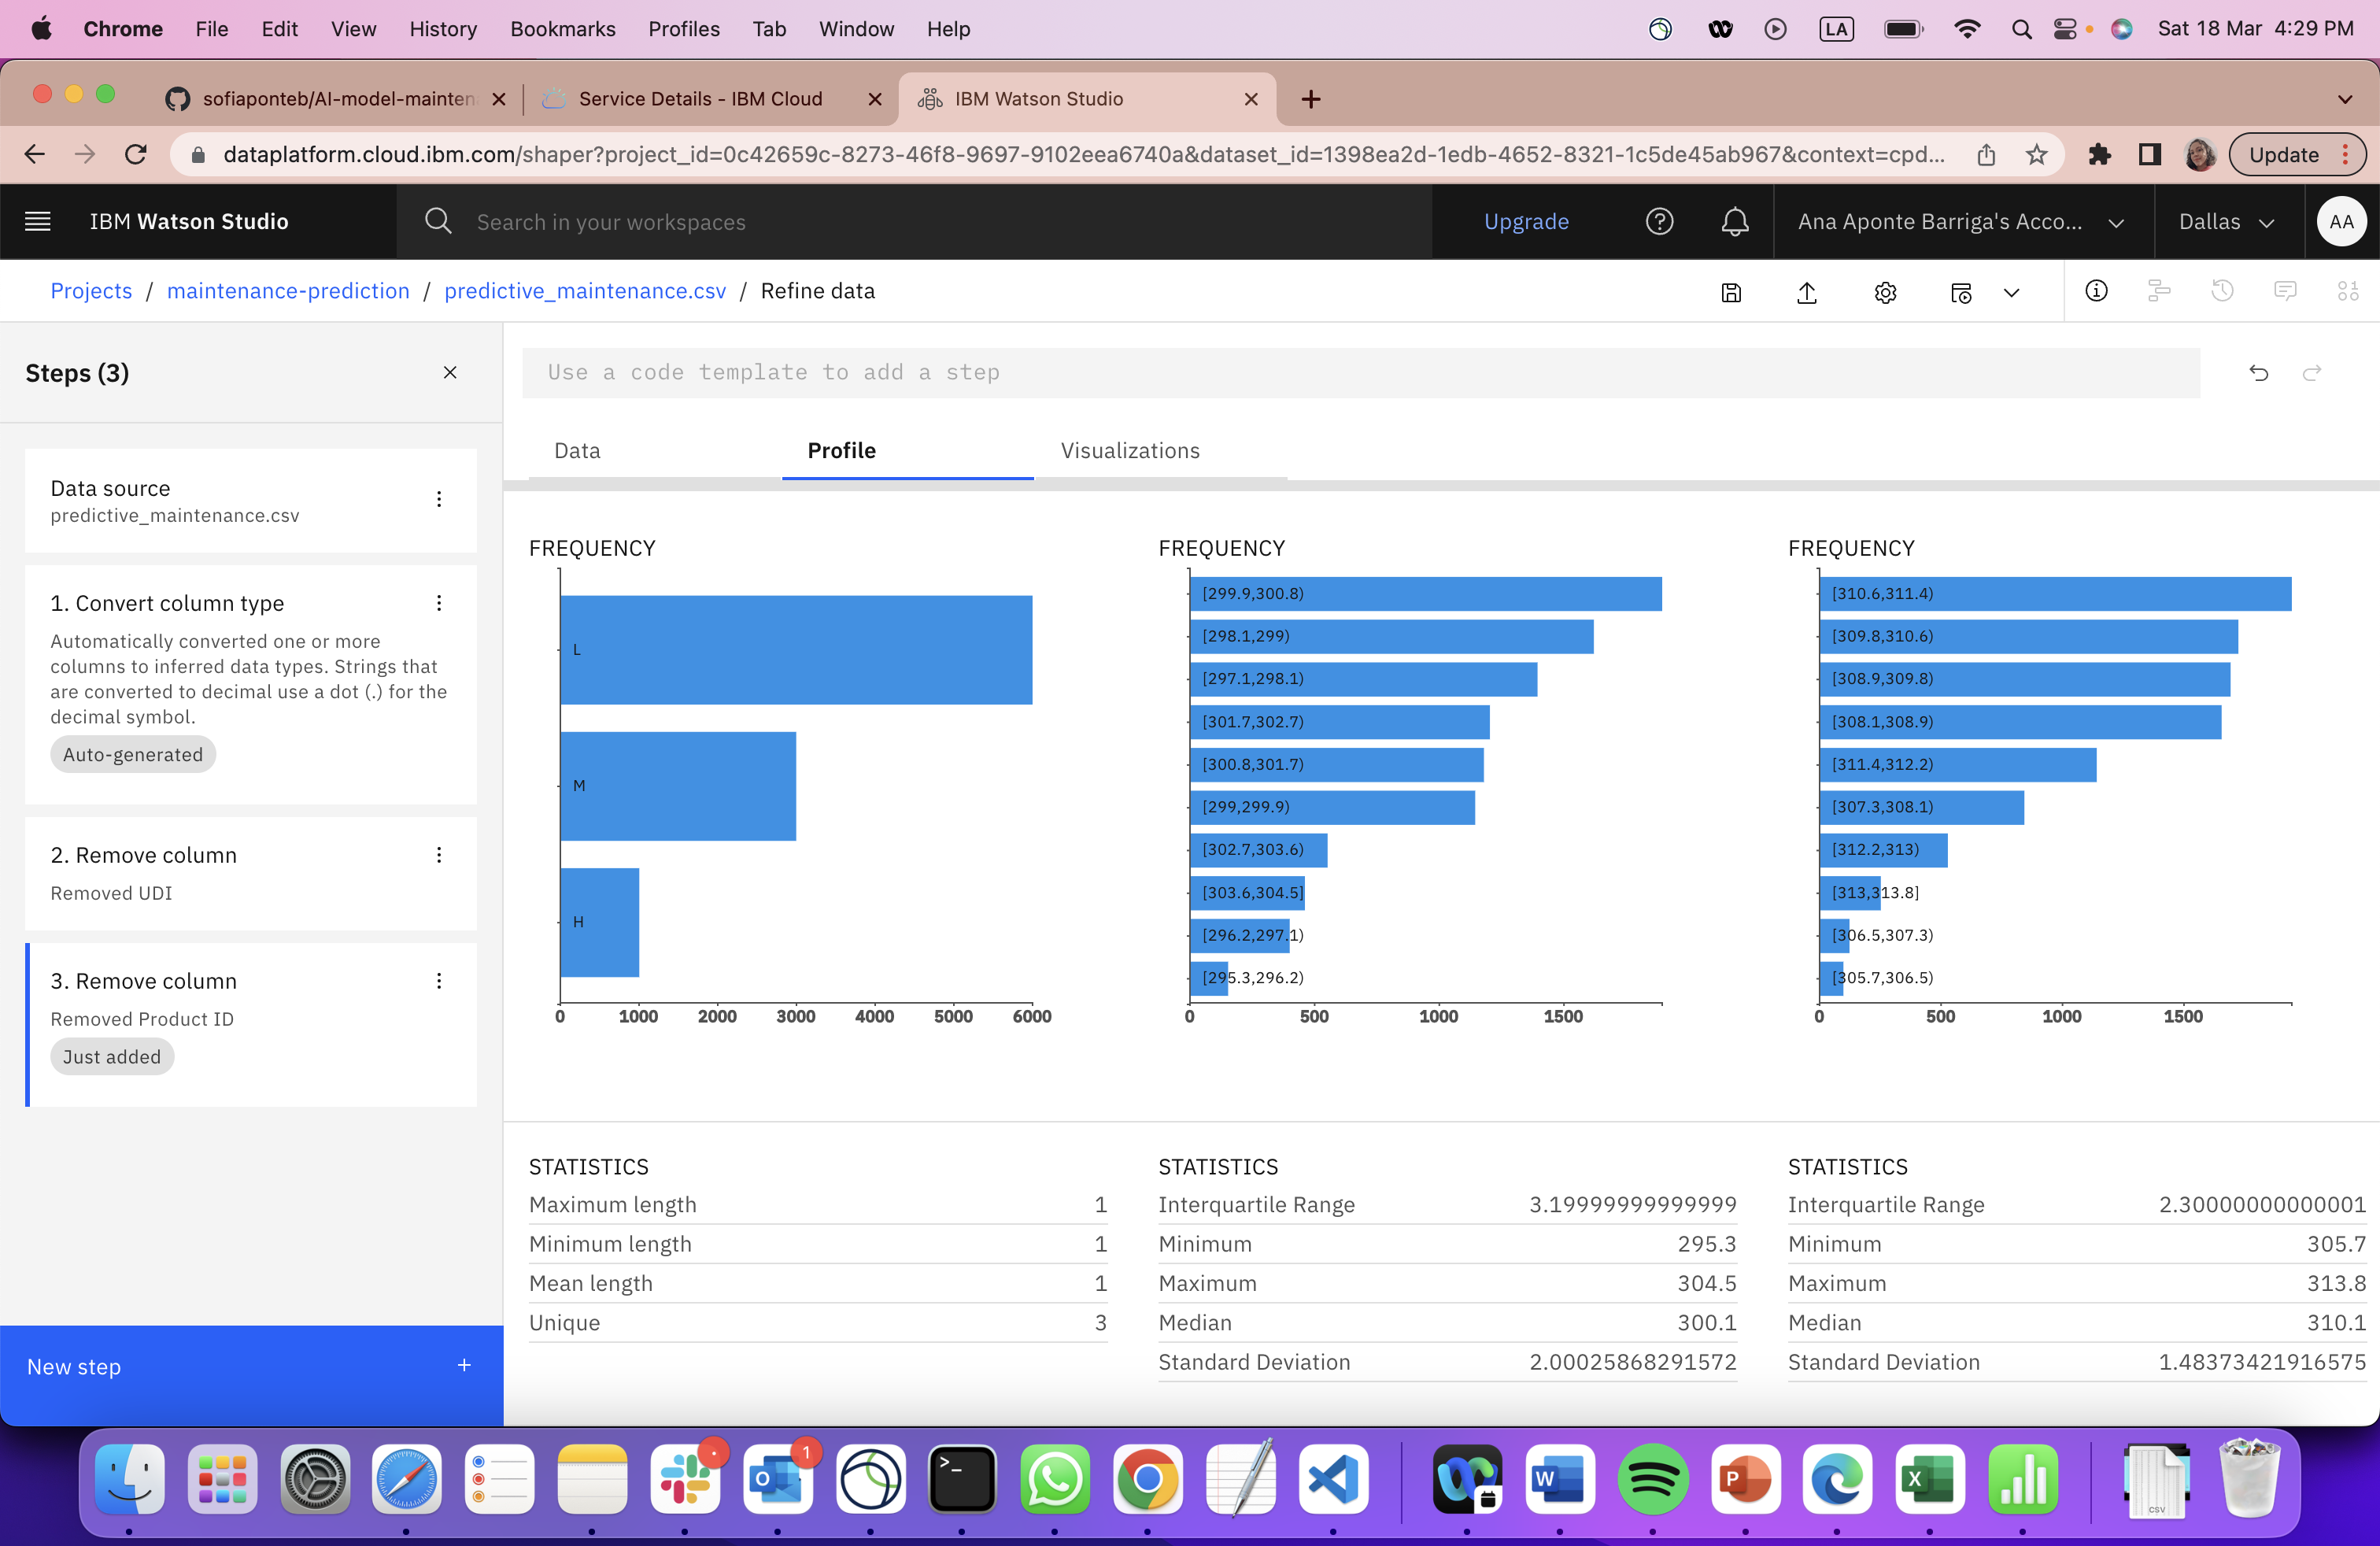 Chrome File Edit View History Bookmarks Profiles Tab Window Help LA Sat 18 Mar 4:29 PM
sofiaponteb/AI-model-mainten Service Details - IBM Cloud IBM Watson Studio
dataplatform.cloud.ibm.com/shaper?project_id=0c42659c-8273-46f8-9697-9102eea6740a&dataset_id=1398ea2d-1edb-4652-8321-1c5de45ab967&context=cpd... Update
IBM Watson Studio Search in your workspaces Upgrade Ana Aponte Barriga's Acco... Dallas AA
Projects / maintenance-prediction / predictive_maintenance.csv / Refine data
Steps (3)
Data source
predictive_maintenance.csv
1. Convert column type
Automatically converted one or more
columns to inferred data types. Strings that
are converted to decimal use a dot (.) for the
decimal symbol.
Auto-generated
2. Remove column
Removed UDI
3. Remove column
Removed Product ID
Just added
New step +
Use a code template to add a step
Data Profile Visualizations
FREQUENCY
L
M
H
0 1000 2000 3000 4000 5000 6000
FREQUENCY
[299.9,300.8)
[298.1,299)
[297.1,298.1)
[301.7,302.7)
[300.8,301.7)
[299,299.9)
[302.7,303.6)
[303.6,304.5]
[296.2,297.1)
[295.3,296.2)
0 500 1000 1500
FREQUENCY
[310.6,311.4)
[309.8,310.6)
[308.9,309.8)
[308.1,308.9)
[311.4,312.2)
[307.3,308.1)
[312.2,313)
[313,313.8]
[306.5,307.3)
[305.7,306.5)
0 500 1000 1500
STATISTICS
Maximum length 1
Minimum length 1
Mean length 1
Unique 3
STATISTICS
Interquartile Range 3.19999999999999
Minimum 295.3
Maximum 304.5
Median 300.1
Standard Deviation 2.00025868291572
STATISTICS
Interquartile Range 2.30000000000001
Minimum 305.7
Maximum 313.8
Median 310.1
Standard Deviation 1.48373421916575
1
CSV